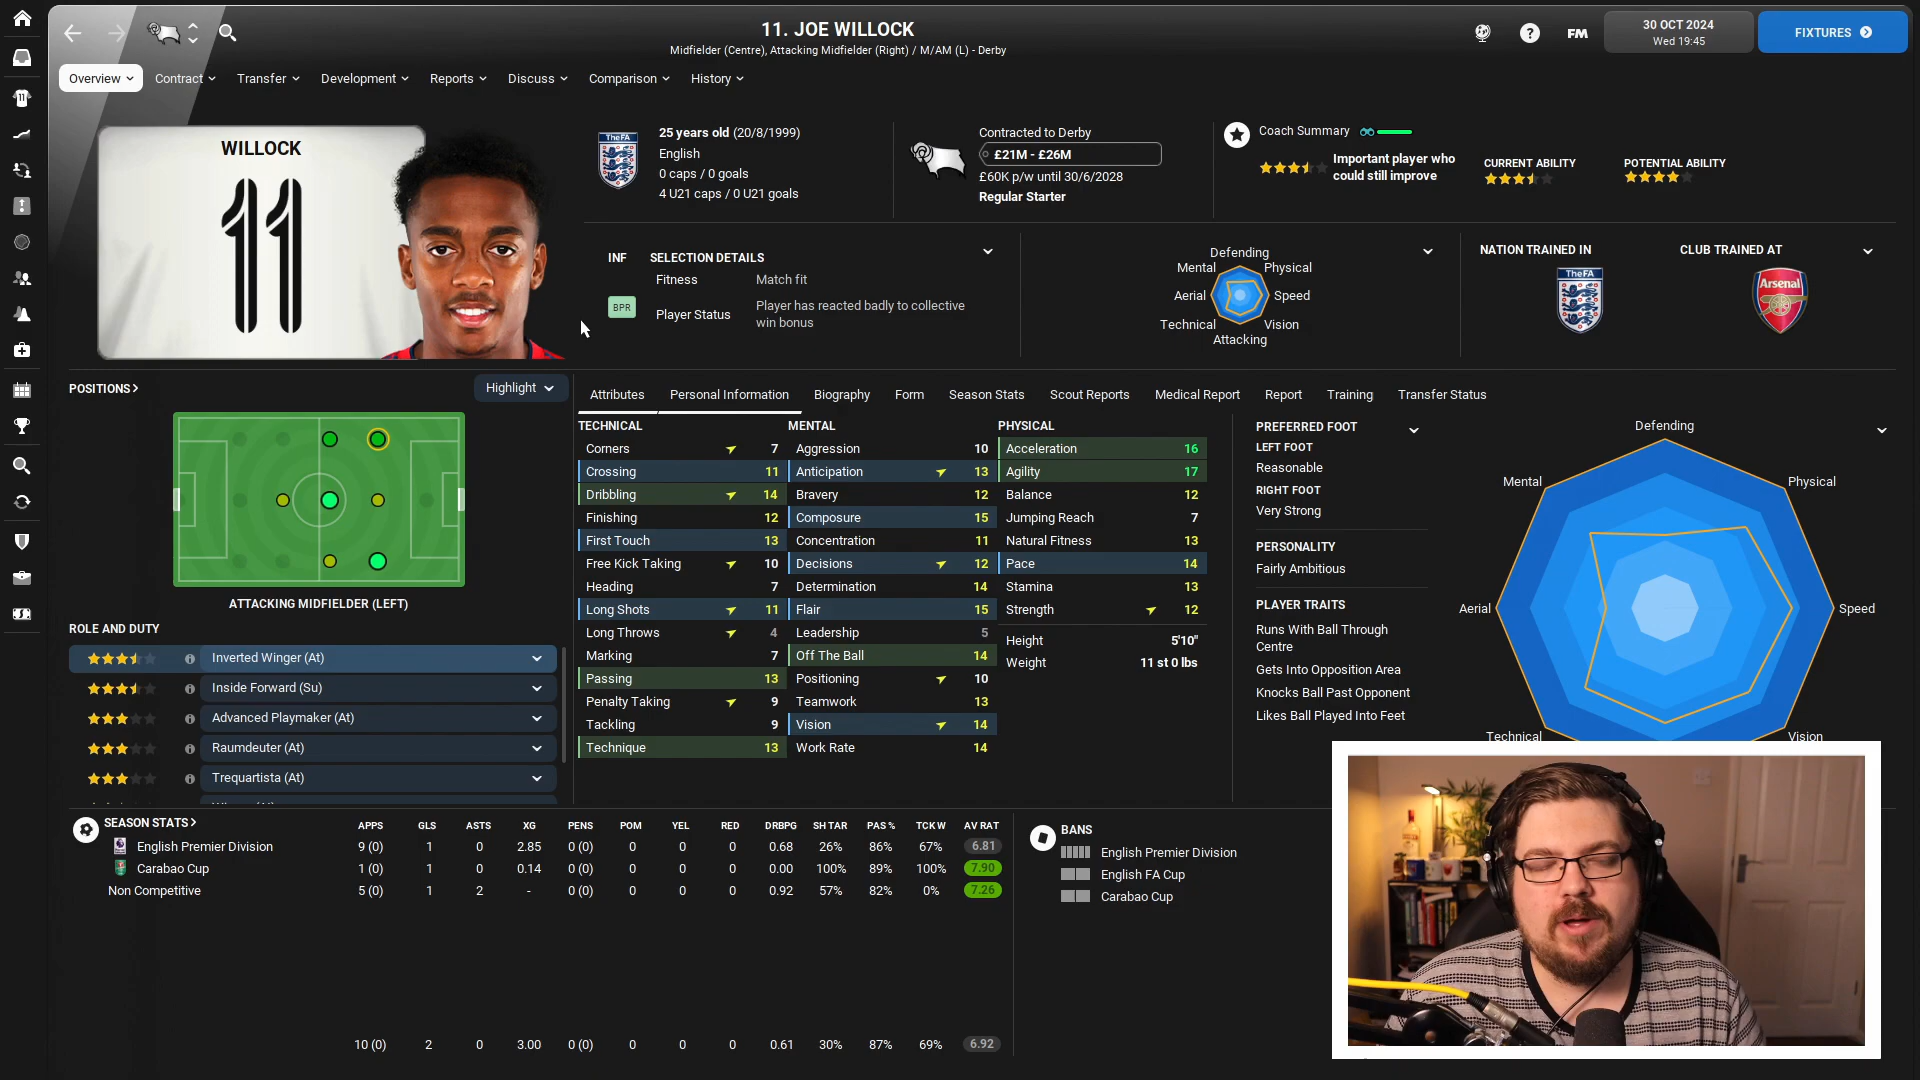 11. JOE WILLOCK
Midfielder (Centre), Attacking Midfielder (Right) / M/AM (L) - Derby
FM
30 OCT 2024
Wed 19:45
FIXTURES
Overview
Contract
Transfer
Development
Reports
Discuss
Comparison
History
WILLOCK
11
The FA
25 years old (20/8/1999)
English
0 caps / 0 goals
4 U21 caps / 0 U21 goals
Contracted to Derby
£21M - £26M
£60K p/w until 30/6/2028
Regular Starter
Coach Summary
Important player who
could still improve
CURRENT ABILITY
POTENTIAL ABILITY
INF SELECTION DETAILS
Fitness Match fit
BPR Player Status Player has reacted badly to collective
win bonus
Defending
Mental Physical
Aerial Speed
Technical Vision
Attacking
NATION TRAINED IN
The FA
CLUB TRAINED AT
Arsenal
POSITIONS
Highlight
ATTACKING MIDFIELDER (LEFT)
ROLE AND DUTY
Inverted Winger (At)
Inside Forward (Su)
Advanced Playmaker (At)
Raumdeuter (At)
Trequartista (At)
Attributes Personal Information Biography Form Season Stats Scout Reports Medical Report Report Training Transfer Status
TECHNICAL
Corners 7
Crossing 11
Dribbling 14
Finishing 12
First Touch 13
Free Kick Taking 10
Heading 7
Long Shots 11
Long Throws 4
Marking 7
Passing 13
Penalty Taking 9
Tackling 9
Technique 13
MENTAL
Aggression 10
Anticipation 13
Bravery 12
Composure 15
Concentration 11
Decisions 12
Determination 14
Flair 15
Leadership 5
Off The Ball 14
Positioning 10
Teamwork 13
Vision 14
Work Rate 14
PHYSICAL
Acceleration 16
Agility 17
Balance 12
Jumping Reach 7
Natural Fitness 13
Pace 14
Stamina 13
Strength 12
Height 5'10"
Weight 11 st 0 lbs
PREFERRED FOOT
LEFT FOOT
Reasonable
RIGHT FOOT
Very Strong
PERSONALITY
Fairly Ambitious
PLAYER TRAITS
Runs With Ball Through
Centre
Gets Into Opposition Area
Knocks Ball Past Opponent
Likes Ball Played Into Feet
Defending
Mental Physical
Aerial Speed
Technical Vision
SEASON STATS APPS GLS ASTS XG PENS POM YEL RED DRBPG SH TAR PAS % TCK W AV RAT
English Premier Division 9 (0) 1 0 2.85 0 (0) 0 0 0 0.68 26% 86% 67% 6.81
Carabao Cup 1 (0) 1 0 0.14 0 (0) 0 0 0 0.00 100% 89% 100% 7.90
Non Competitive 5 (0) 1 2 - 0 (0) 0 0 0 0.92 57% 82% 0% 7.26
10 (0) 2 0 3.00 0 (0) 0 0 0 0.61 30% 87% 69% 6.92
BANS
English Premier Division
English FA Cup
Carabao Cup